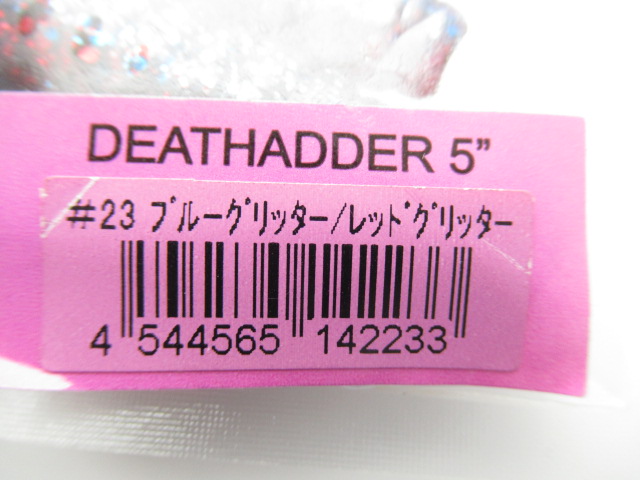 DEATHADDER 5”
#23 ブルーグリッター/レッドグリッター
4 544565 142233